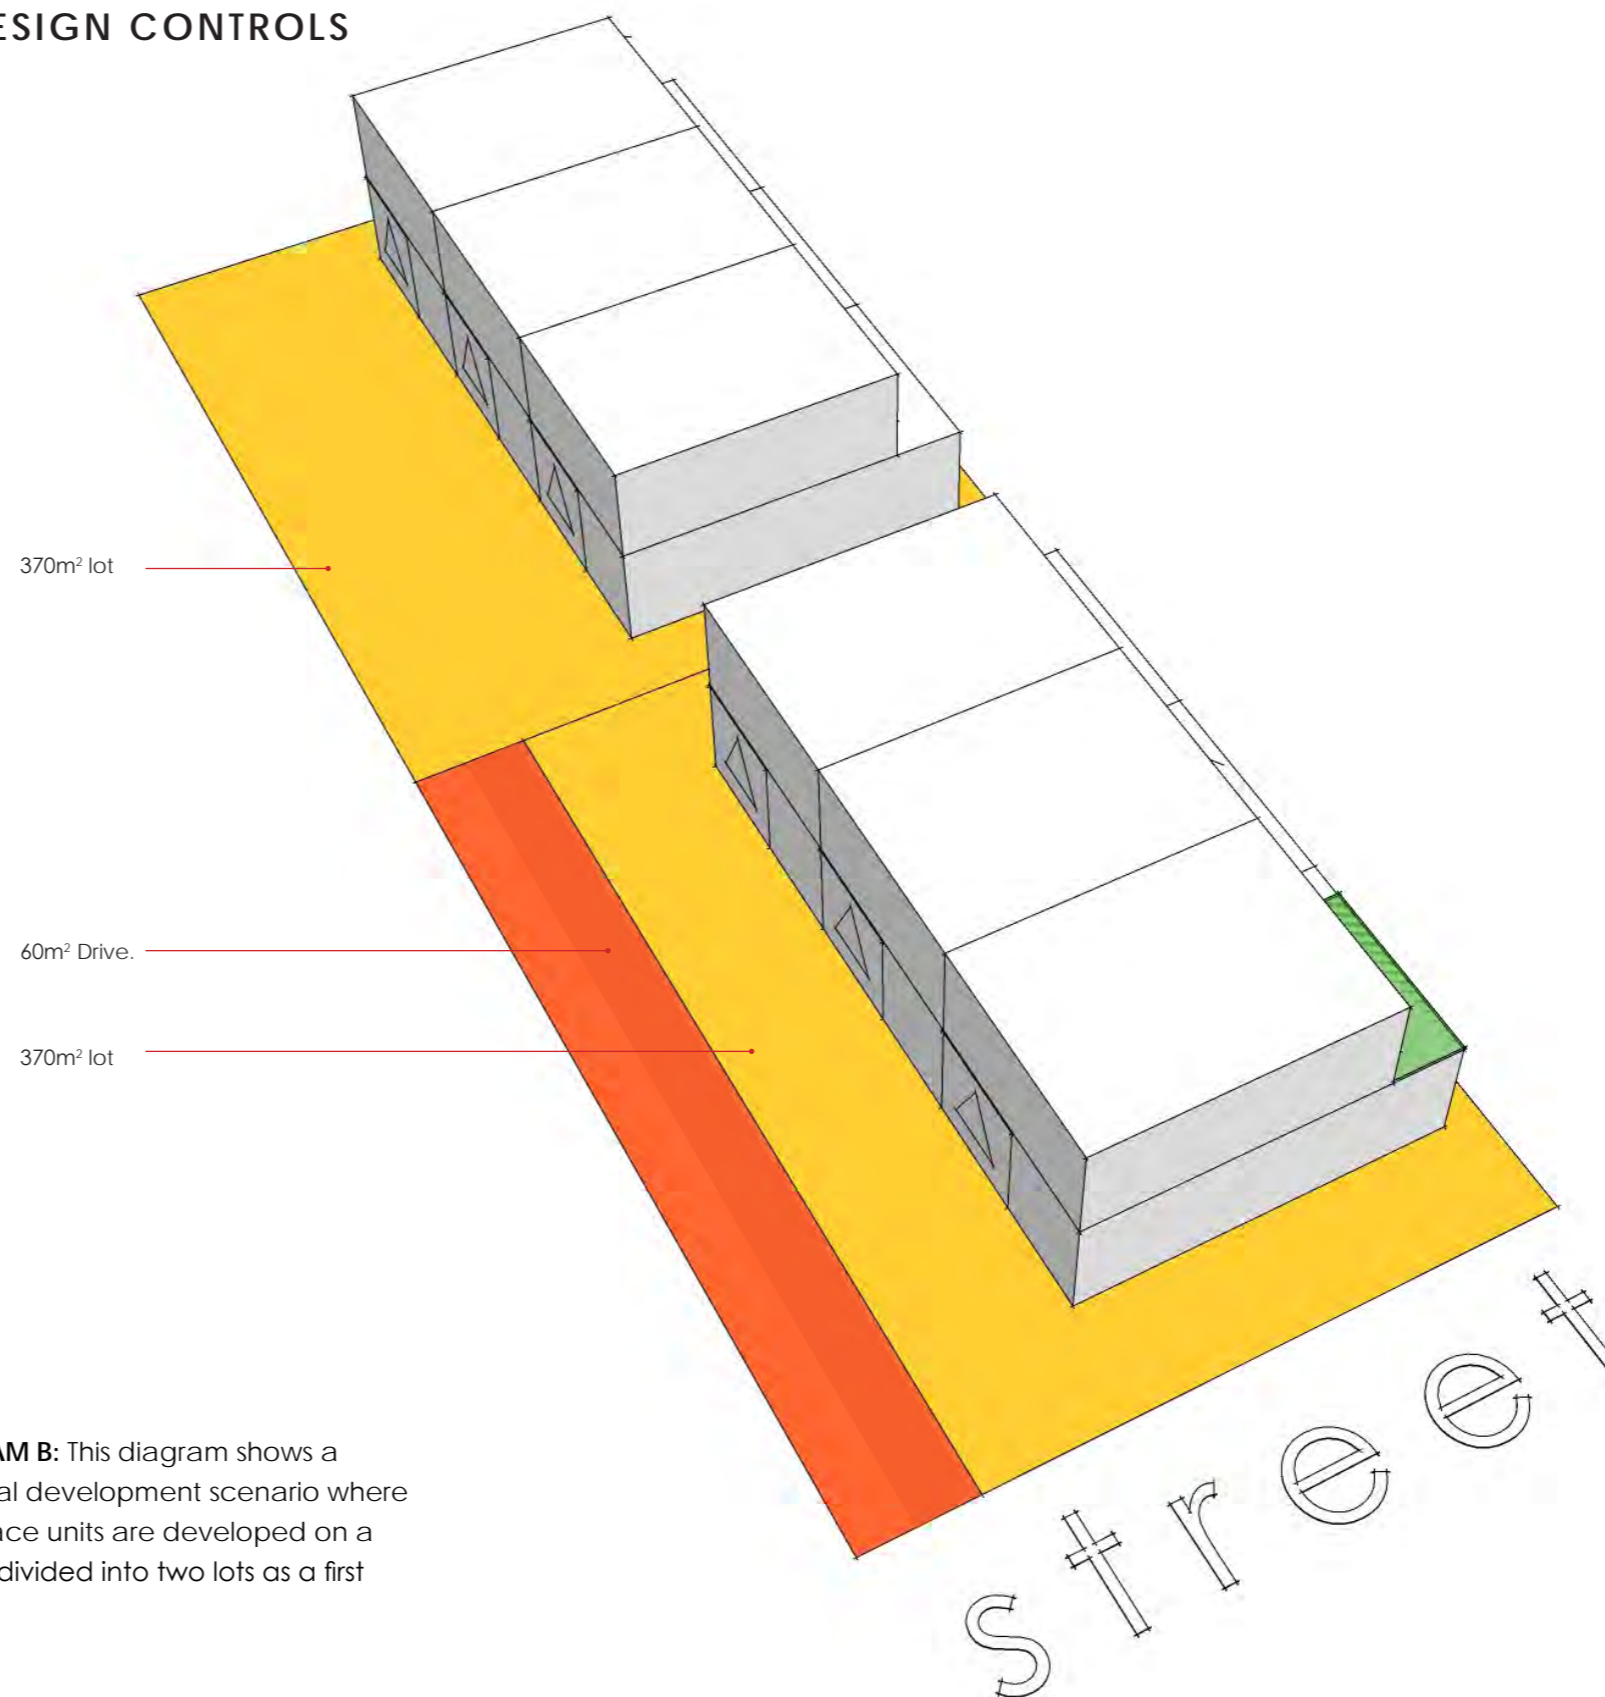 ESIGN CONTROLS
370m² lot
60m² Drive.
370m² lot
AM B: This diagram shows a
al development scenario where
ace units are developed on a
divided into two lots as a first
street